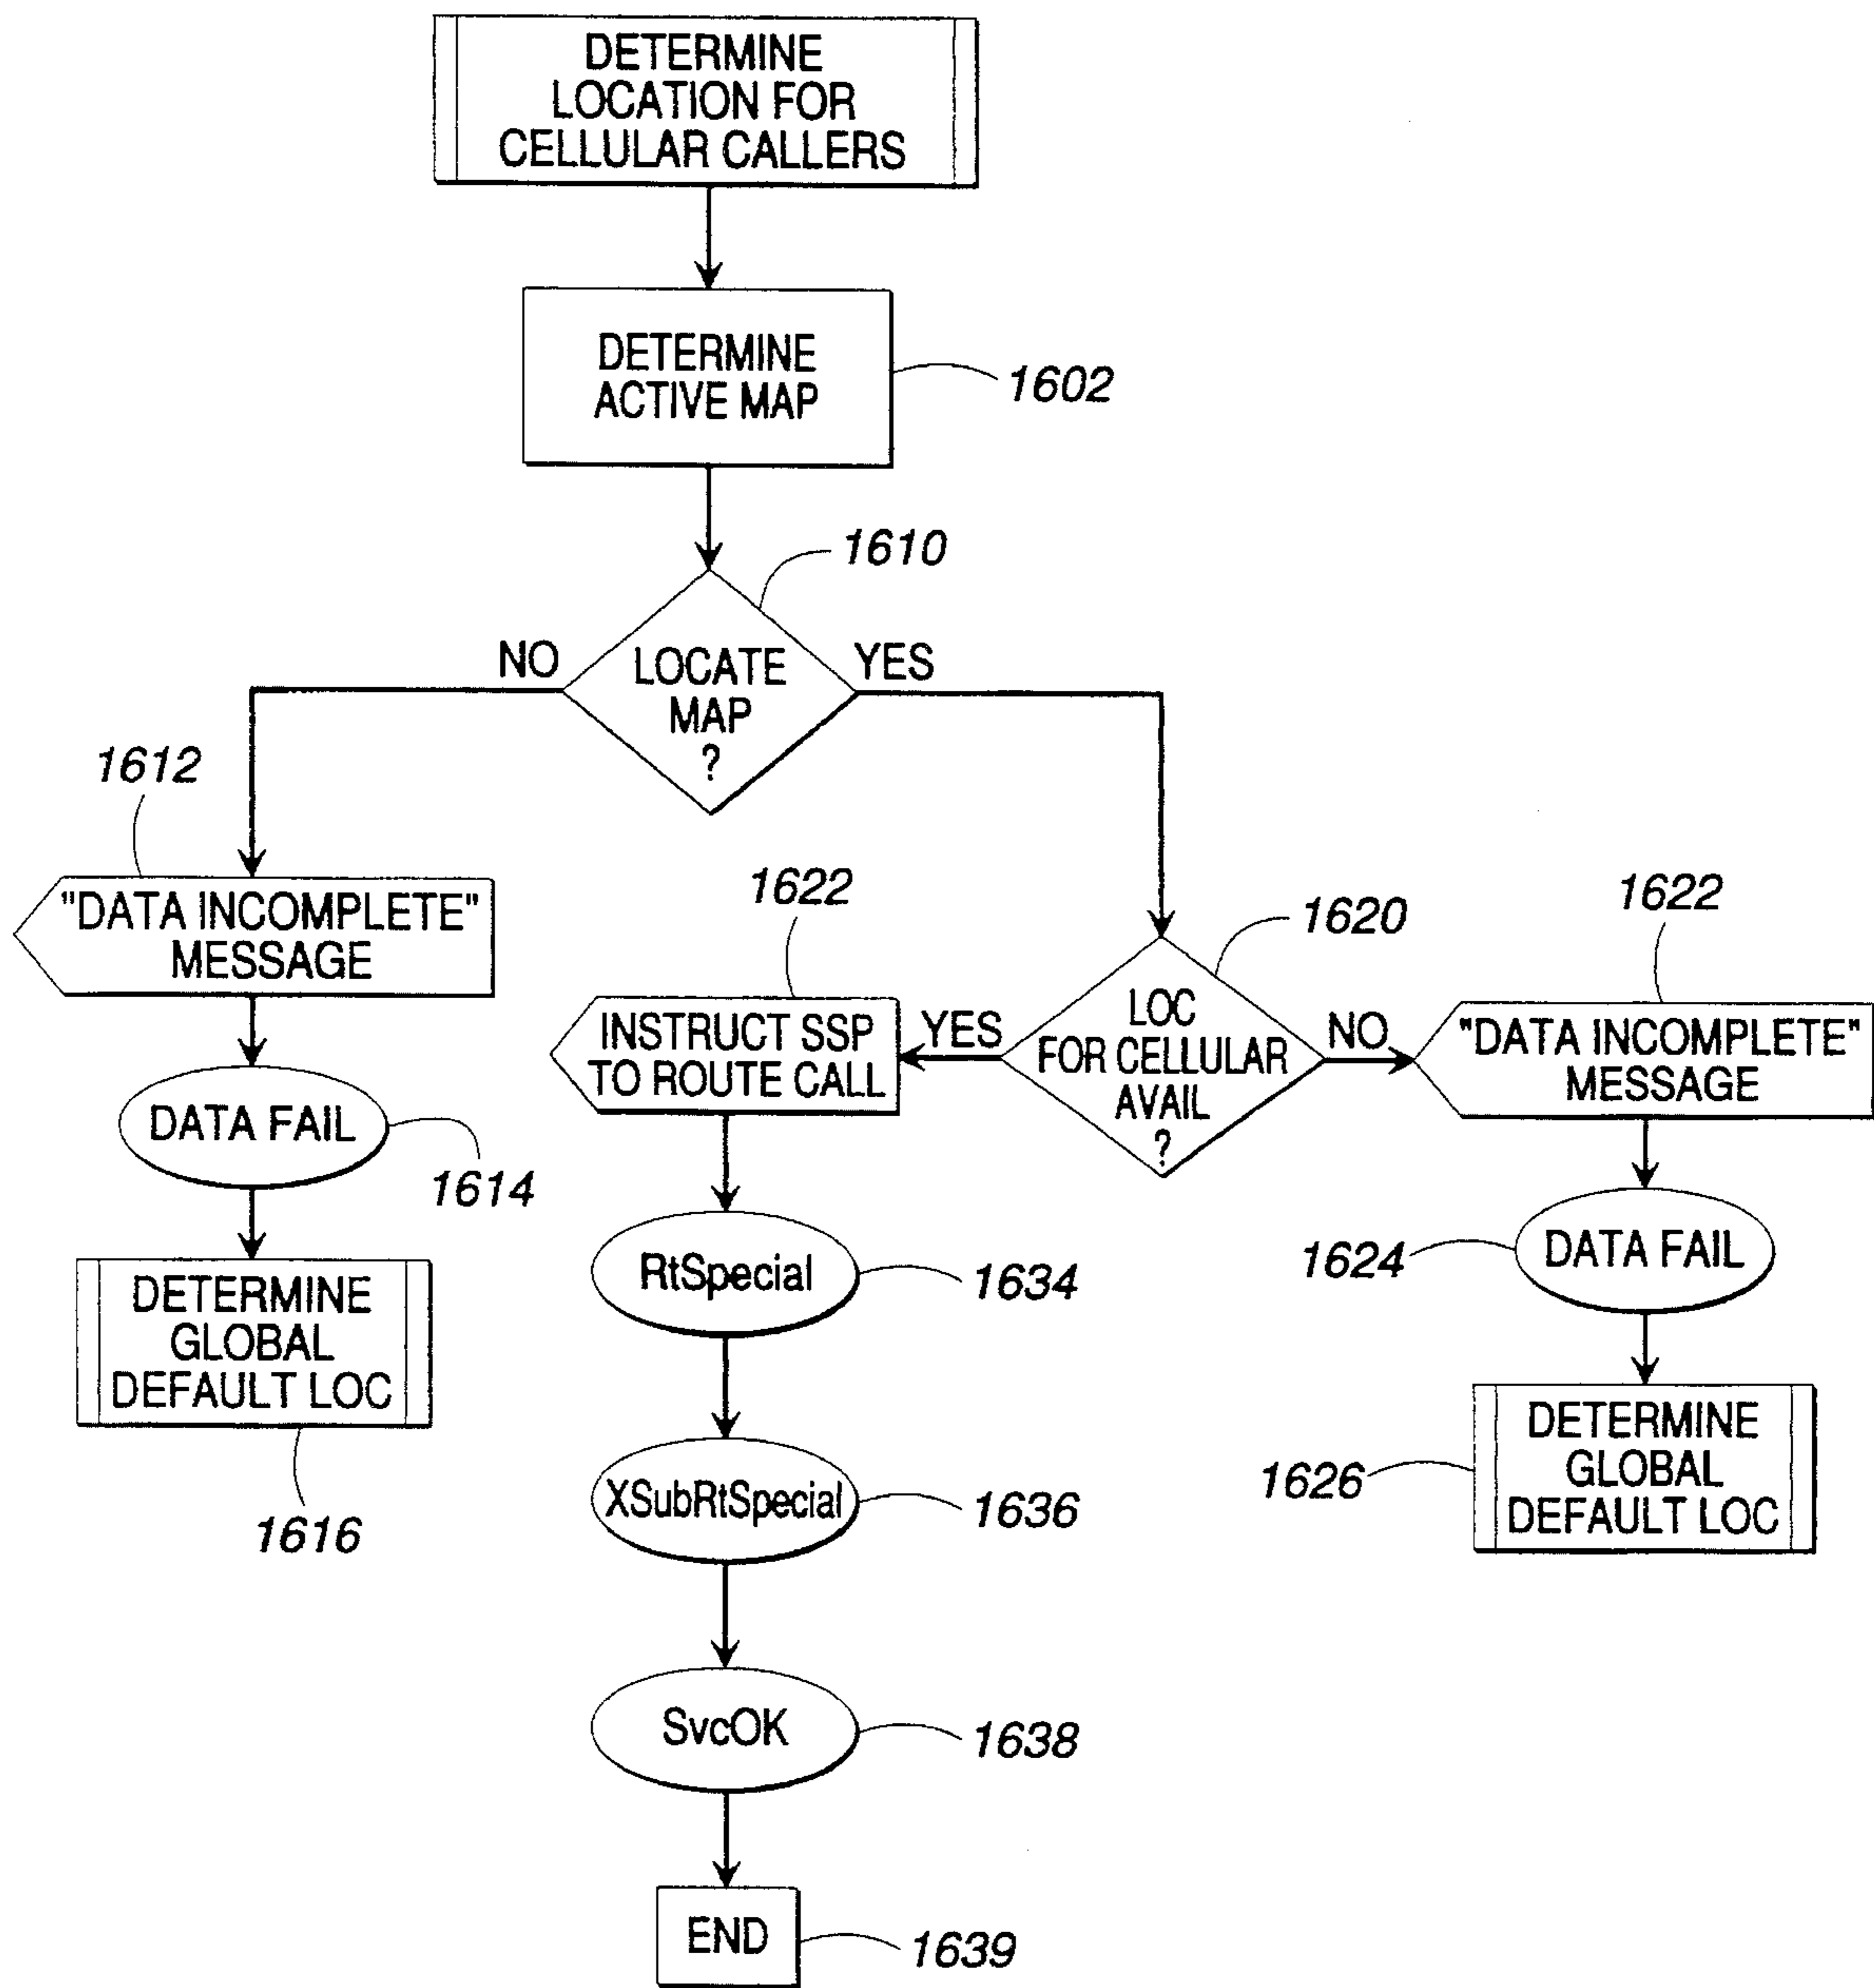 DETERMINE
LOCATION FOR
CELLULAR CALLERS
DETERMINE
ACTIVE MAP
1602
1610
NO
YES
LOCATE
MAP
?
1612
"DATA INCOMPLETE"
MESSAGE
DATA FAIL
1614
DETERMINE
GLOBAL
DEFAULT LOC
1616
1622
INSTRUCT SSP
TO ROUTE CALL
YES
1620
LOC
FOR CELLULAR
AVAIL
?
NO
1622
"DATA INCOMPLETE"
MESSAGE
RtSpecial
1634
XSubRtSpecial
1636
SvcOK
1638
END
1639
1624
DATA FAIL
1626
DETERMINE
GLOBAL
DEFAULT LOC